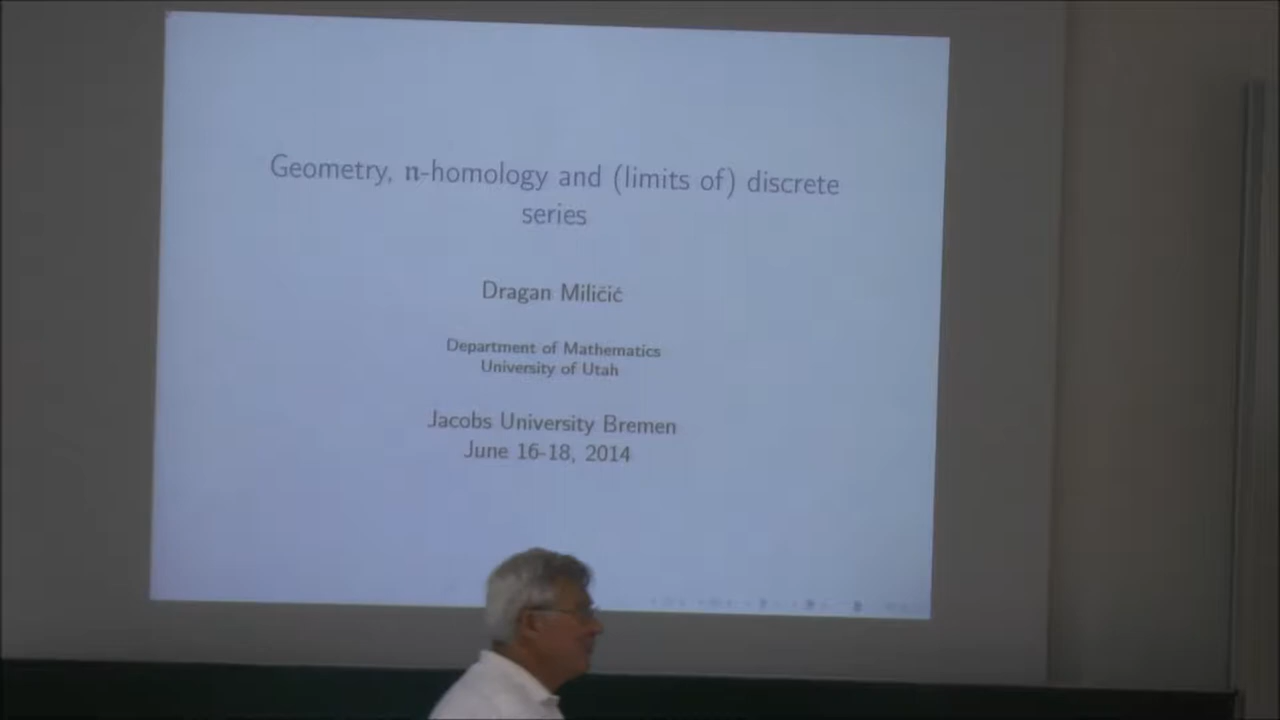 Geometry, n-homology and (limits of) discrete
series
Dragan Miličić
Department of Mathematics
University of Utah
Jacobs University Bremen
June 16-18, 2014